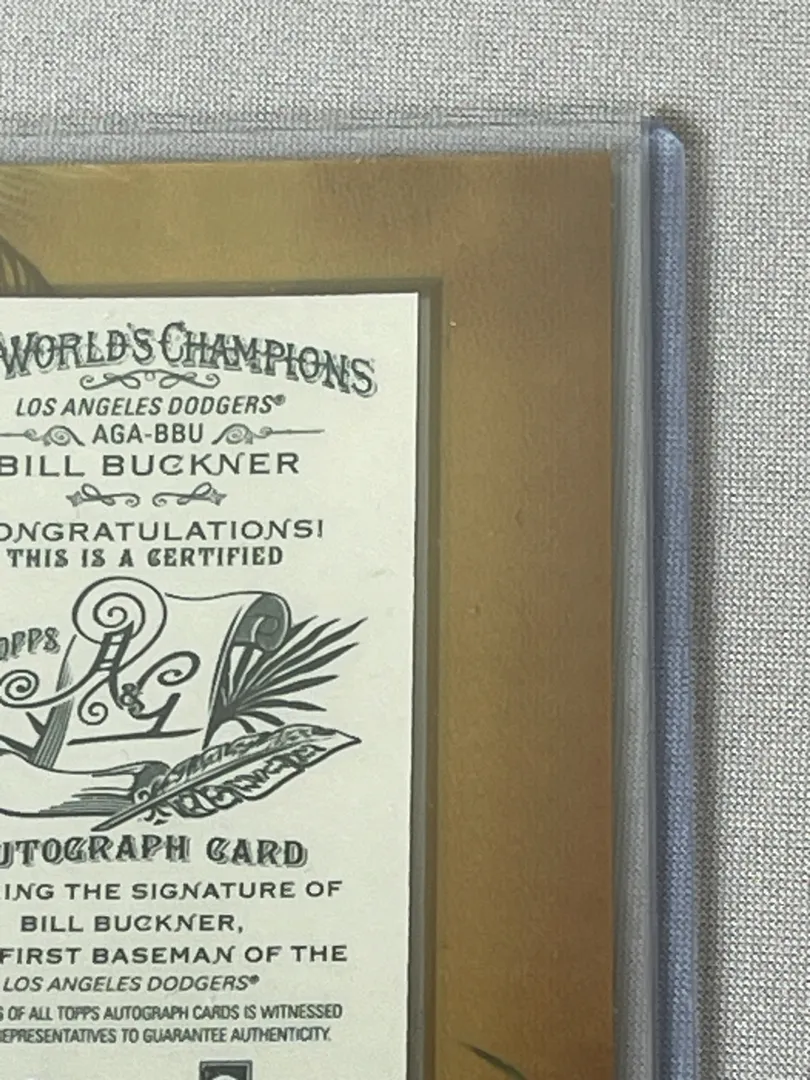 WORLD'S CHAMPIONS
LOS ANGELES DODGERS®
AGA-BBU
BILL BUCKNER
ONGRATULATIONS!
THIS IS A CERTIFIED
OPPS
A&G
UTOGRAPH CARD
ING THE SIGNATURE OF
BILL BUCKNER,
FIRST BASEMAN OF THE
LOS ANGELES DODGERS®
S OF ALL TOPPS AUTOGRAPH CARDS IS WITNESSED
EPRESENTATIVES TO GUARANTEE AUTHENTICITY.